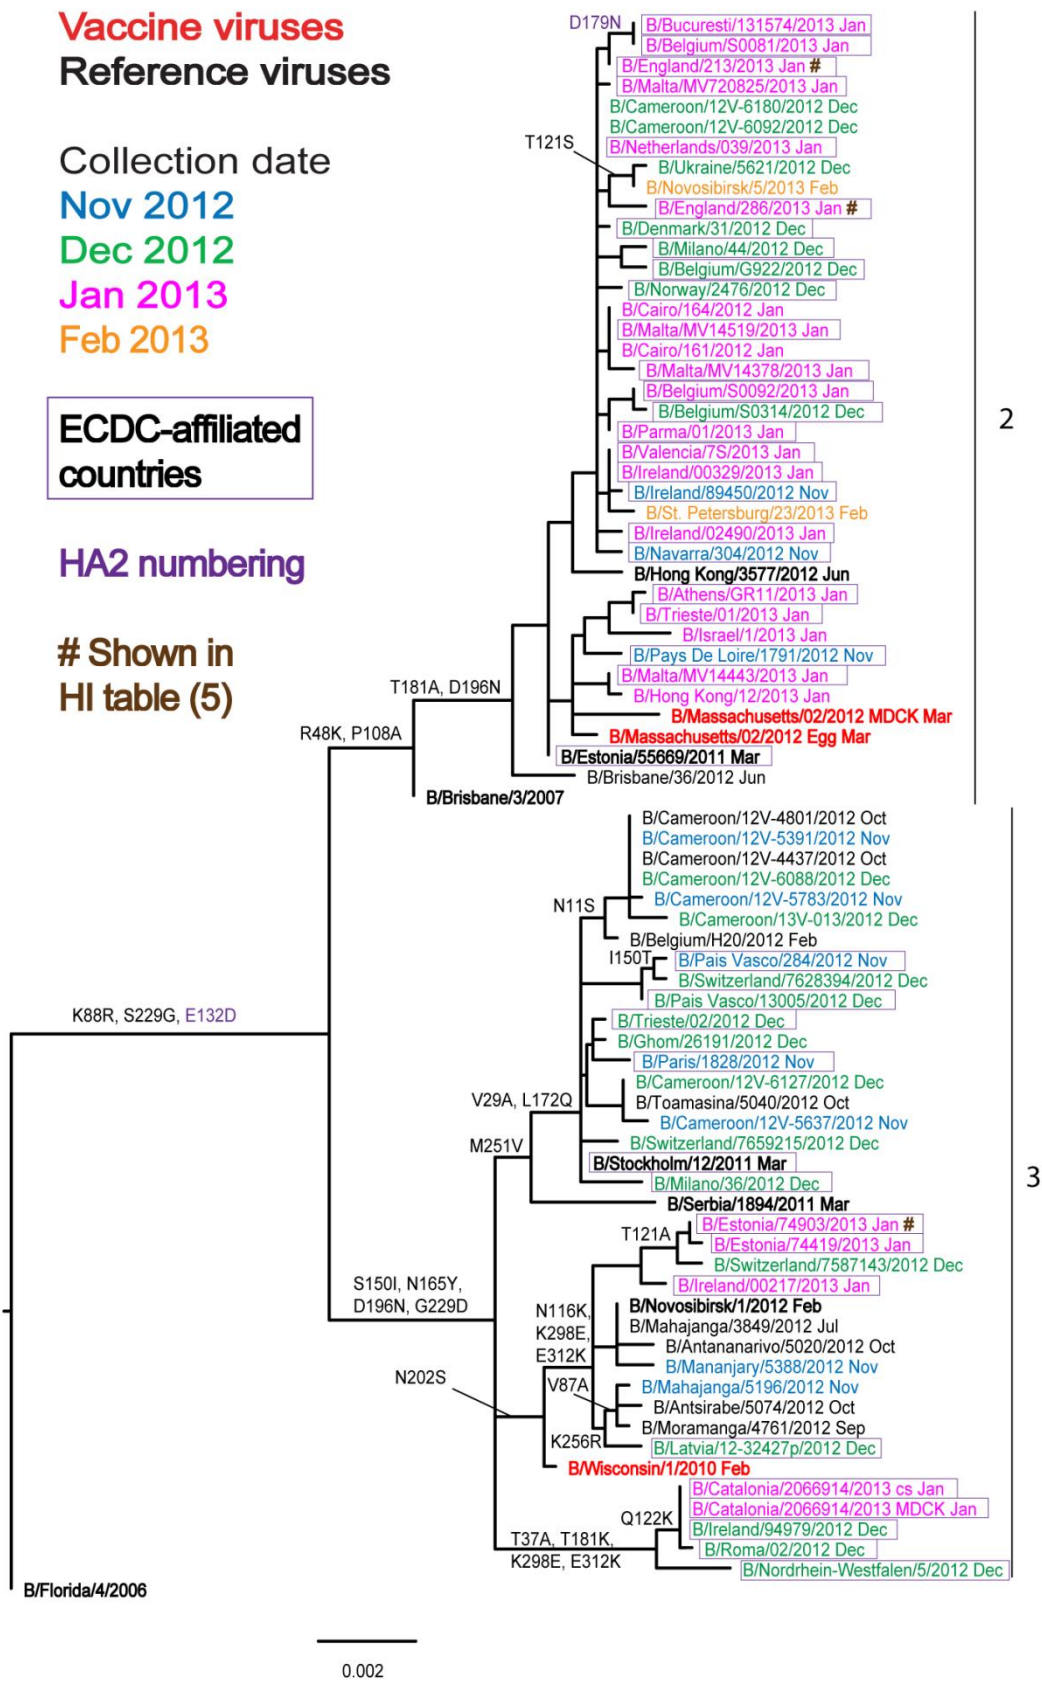 Vaccine viruses
Reference viruses
Collection date
Nov 2012
Dec 2012
Jan 2013
Feb 2013
ECDC-affiliated
countries
HA2 numbering
# Shown in
HI table (5)
D179N
B/Bucuresti/131574/2013 Jan
B/Belgium/S0081/2013 Jan
B/England/213/2013 Jan #
B/Malta/MV720825/2013 Jan
B/Cameroon/12V-6180/2012 Dec
B/Cameroon/12V-6092/2012 Dec
T121S
B/Netherlands/039/2013 Jan
B/Ukraine/5621/2012 Dec
B/Novosibirsk/5/2013 Feb
B/England/286/2013 Jan #
B/Denmark/31/2012 Dec
B/Milano/44/2012 Dec
B/Belgium/G922/2012 Dec
B/Norway/2476/2012 Dec
B/Cairo/164/2012 Jan
B/Malta/MV14519/2013 Jan
B/Cairo/161/2012 Jan
B/Malta/MV14378/2013 Jan
B/Belgium/S0092/2013 Jan
B/Belgium/S0314/2012 Dec
2
B/Parma/01/2013 Jan
B/Valencia/7S/2013 Jan
B/Ireland/00329/2013 Jan
B/Ireland/89450/2012 Nov
B/St. Petersburg/23/2013 Feb
B/Ireland/02490/2013 Jan
B/Navarra/304/2012 Nov
B/Hong Kong/3577/2012 Jun
B/Athens/GR11/2013 Jan
B/Trieste/01/2013 Jan
B/Israel/1/2013 Jan
B/Pays De Loire/1791/2012 Nov
B/Malta/MV14443/2013 Jan
T181A, D196N
B/Hong Kong/12/2013 Jan
B/Massachusetts/02/2012 MDCK Mar
R48K, P108A
B/Massachusetts/02/2012 Egg Mar
B/Estonia/55669/2011 Mar
B/Brisbane/36/2012 Jun
B/Brisbane/3/2007
B/Cameroon/12V-4801/2012 Oct
B/Cameroon/12V-5391/2012 Nov
B/Cameroon/12V-4437/2012 Oct
B/Cameroon/12V-6088/2012 Dec
N11S
B/Cameroon/12V-5783/2012 Nov
B/Cameroon/13V-013/2012 Dec
B/Belgium/H20/2012 Feb
I150T
B/Pais Vasco/284/2012 Nov
B/Switzerland/7628394/2012 Dec
B/Pais Vasco/13005/2012 Dec
K88R, S229G, E132D
B/Trieste/02/2012 Dec
B/Ghom/26191/2012 Dec
B/Paris/1828/2012 Nov
B/Cameroon/12V-6127/2012 Dec
V29A, L172Q
B/Toamasina/5040/2012 Oct
B/Cameroon/12V-5637/2012 Nov
M251V
B/Switzerland/7659215/2012 Dec
B/Stockholm/12/2011 Mar
3
B/Milano/36/2012 Dec
B/Serbia/1894/2011 Mar
B/Estonia/74903/2013 Jan #
T121A
B/Estonia/74419/2013 Jan
B/Switzerland/7587143/2012 Dec
S150I, N165Y,
D196N, G229D
B/Ireland/00217/2013 Jan
N116K,
K298E,
E312K
B/Novosibirsk/1/2012 Feb
B/Mahajanga/3849/2012 Jul
B/Antananarivo/5020/2012 Oct
B/Mananjary/5388/2012 Nov
N202S
V87A
B/Mahajanga/5196/2012 Nov
B/Antsirabe/5074/2012 Oct
B/Moramanga/4761/2012 Sep
K256R
B/Latvia/12-32427p/2012 Dec
B/Wisconsin/1/2010 Feb
B/Catalonia/2066914/2013 cs Jan
B/Catalonia/2066914/2013 MDCK Jan
Q122K
B/Ireland/94979/2012 Dec
T37A, T181K,
K298E, E312K
B/Roma/02/2012 Dec
B/Nordrhein-Westfalen/5/2012 Dec
B/Florida/4/2006
0.002